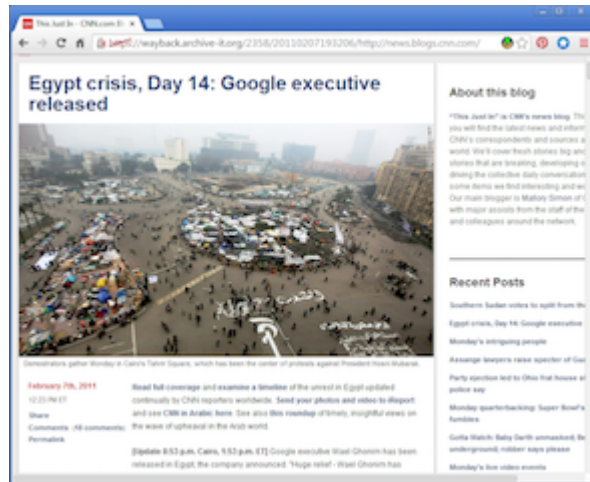 This Just In - CNN.com Bl
https://wayback.archive-it.org/2358/20110207193206/http://news.blogs.cnn.com/
Egypt crisis, Day 14: Google executive
released
Demonstrators gather Monday in Cairo's Tahrir Square, which has been the center of protests against President Hosni Mubarak.
February 7th, 2011
12:23 PM ET
Share
Comments (10 comments)
Permalink
Read full coverage and examine a timeline of the unrest in Egypt updated
continually by CNN reporters worldwide. Send your photos and video to iReport
and see CNN in Arabic here. See also this roundup of timely, insightful views on
the wave of upheaval in the Arab world.
[Update 8:53 p.m. Cairo, 1:53 p.m. ET] Google executive Wael Ghonim has been
released in Egypt, the company announced. "Huge relief - Wael Ghonim has
About this blog
"This Just In" is CNN's news blog. Th
you will find the latest news and inform
CNN's correspondents and sources a
world. We'll cover fresh stories big and
stories that are breaking, developing o
driving the collective daily conversation
some items we find interesting and wo
Our main blogger is Mallory Simon of C
with major assists from the staff of the
and colleagues around the network.
Recent Posts
Southern Sudan votes to split from th
Egypt crisis, Day 14: Google executive
Monday's intriguing people
Assange lawyers raise specter of Gua
Party ejection led to Ohio frat house s
police say
Monday quarterbacking: Super Bowl's
fumbles
Gotta Watch: Baby Darth unmasked; Be
underground; robber says please
Monday's live video events